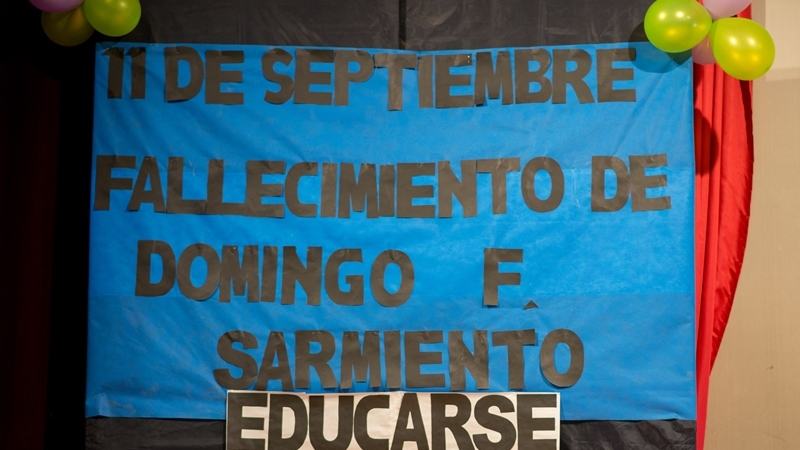 11 DE SEPTIEMBRE
FALLECIMIENTO DE
DOMINGO F.
SARMIENTO
EDUCARSE